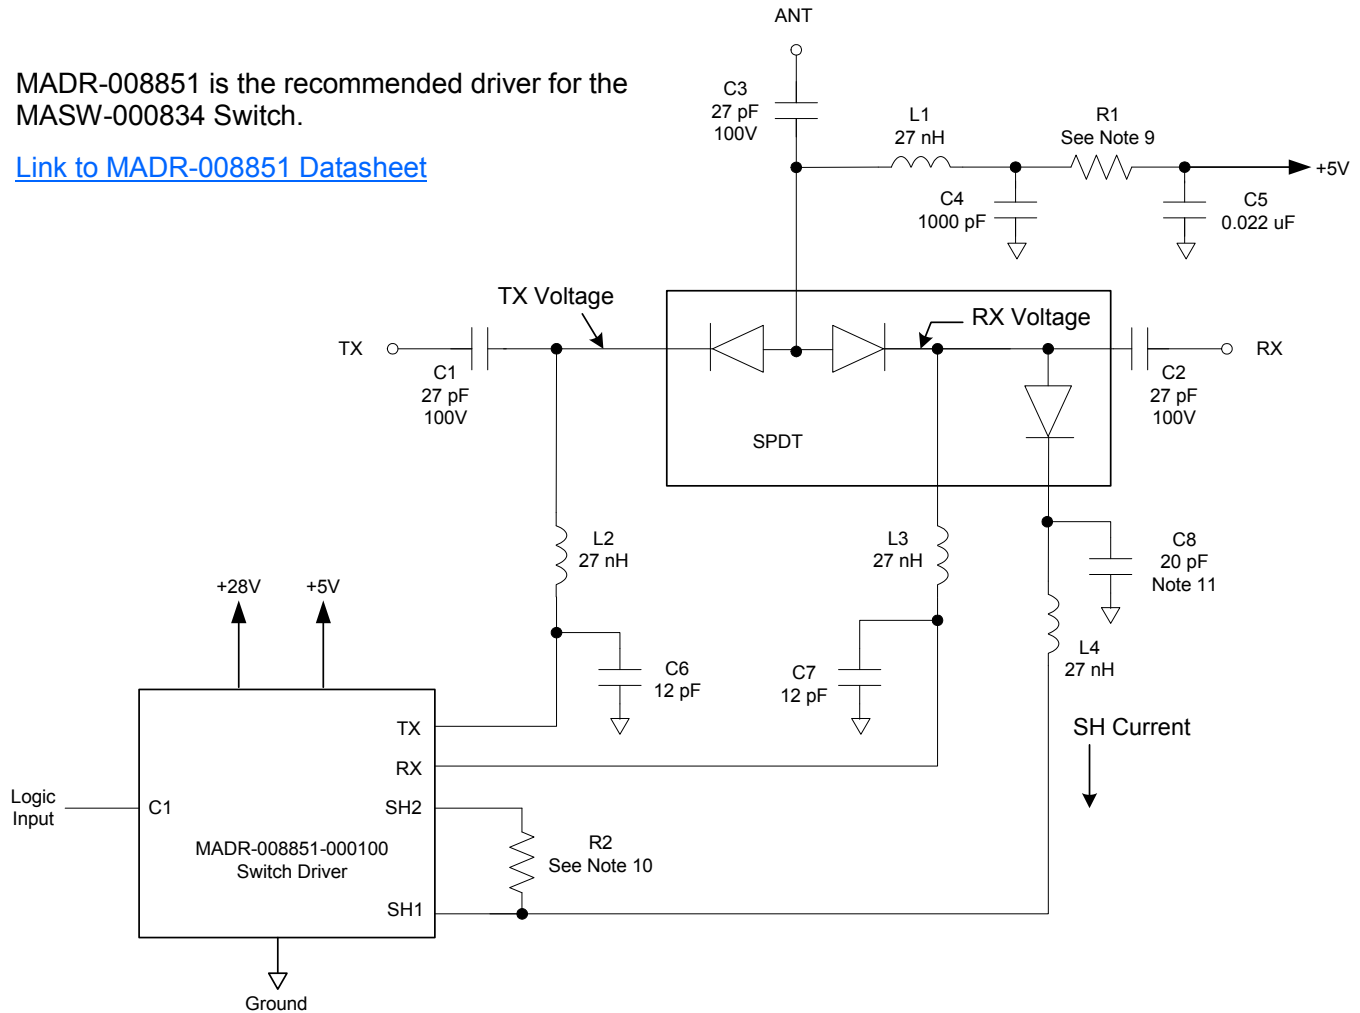 ANT
MADR-008851 is the recommended driver for the
MASW-000834 Switch.
Link to MADR-008851 Datasheet
C3
27 pF
100V
L1
27 nH
R1
See Note 9
+5V
C4
1000 pF
C5
0.022 uF
TX Voltage
RX Voltage
TX
C1
27 pF
100V
SPDT
C2
27 pF
100V
RX
L2
27 nH
L3
27 nH
C8
20 pF
Note 11
+28V
+5V
L4
27 nH
C6
12 pF
C7
12 pF
SH Current
TX
RX
Logic
Input
C1
SH2
MADR-008851-000100
Switch Driver
R2
See Note 10
SH1
Ground